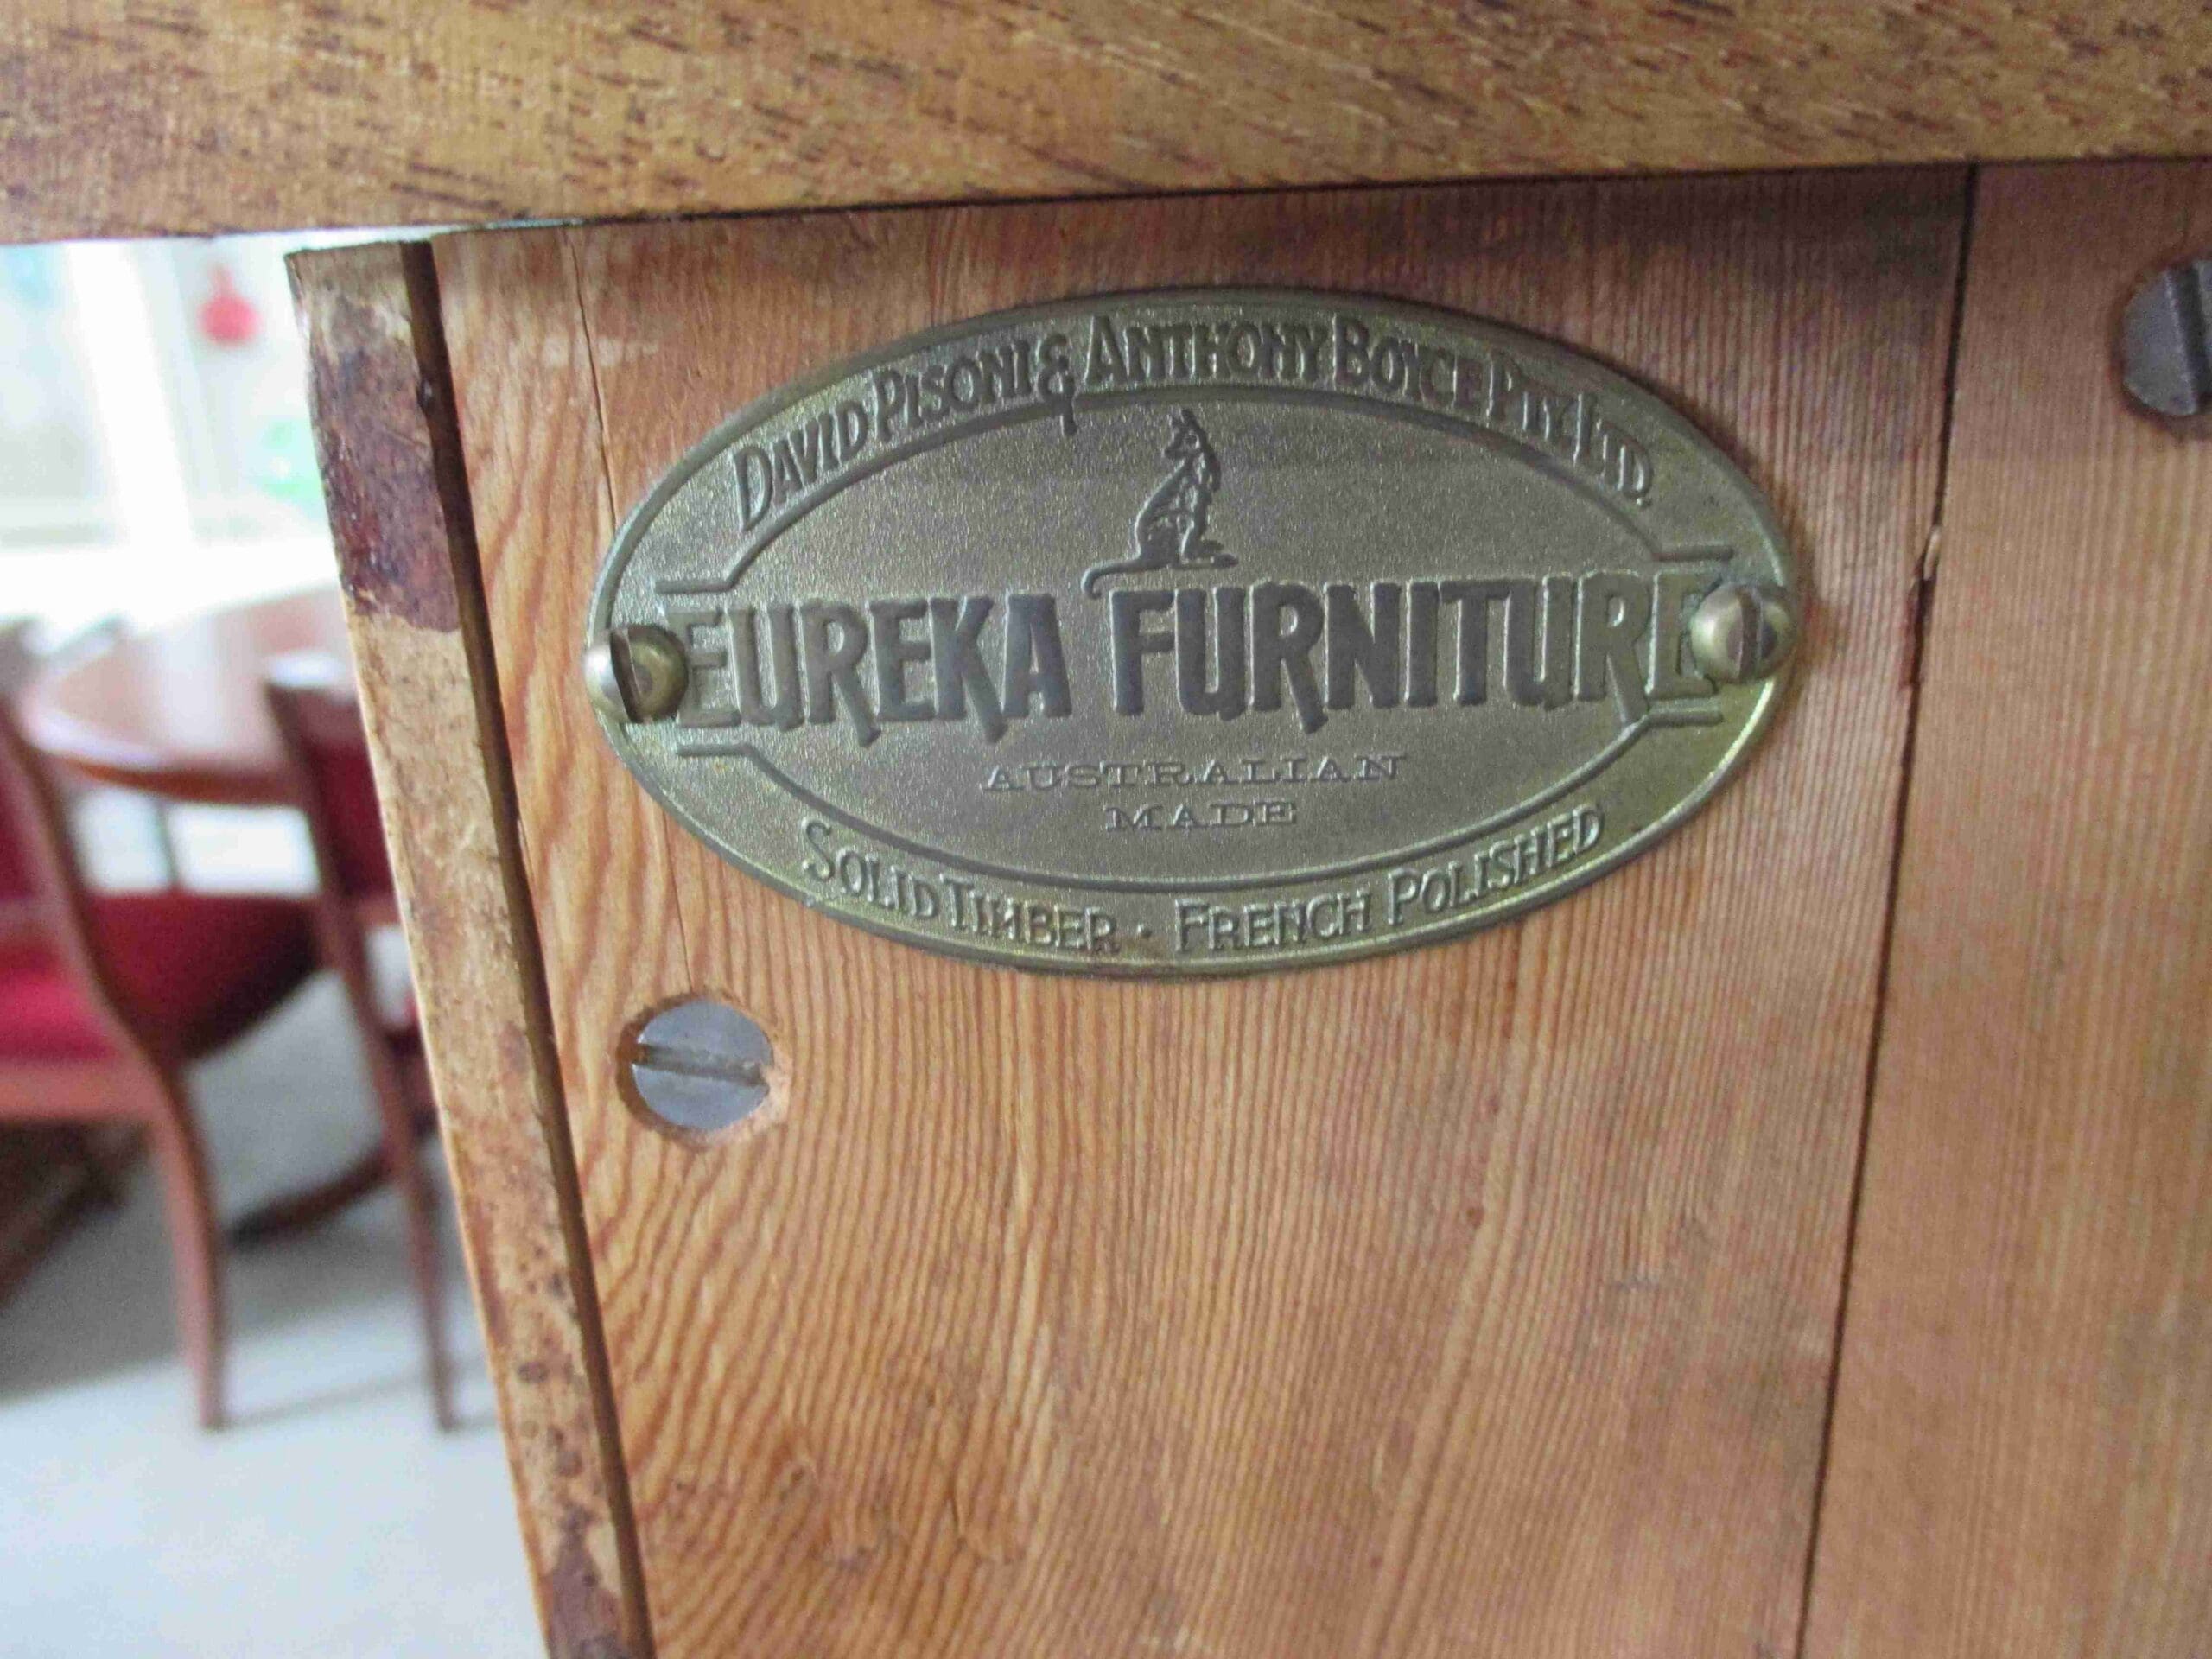 DAVID PISONI & ANTHONY BOYCE PTY LTD.
EUREKA FURNITURE
AUSTRALIAN
MADE
SOLID TIMBER · FRENCH POLISHED